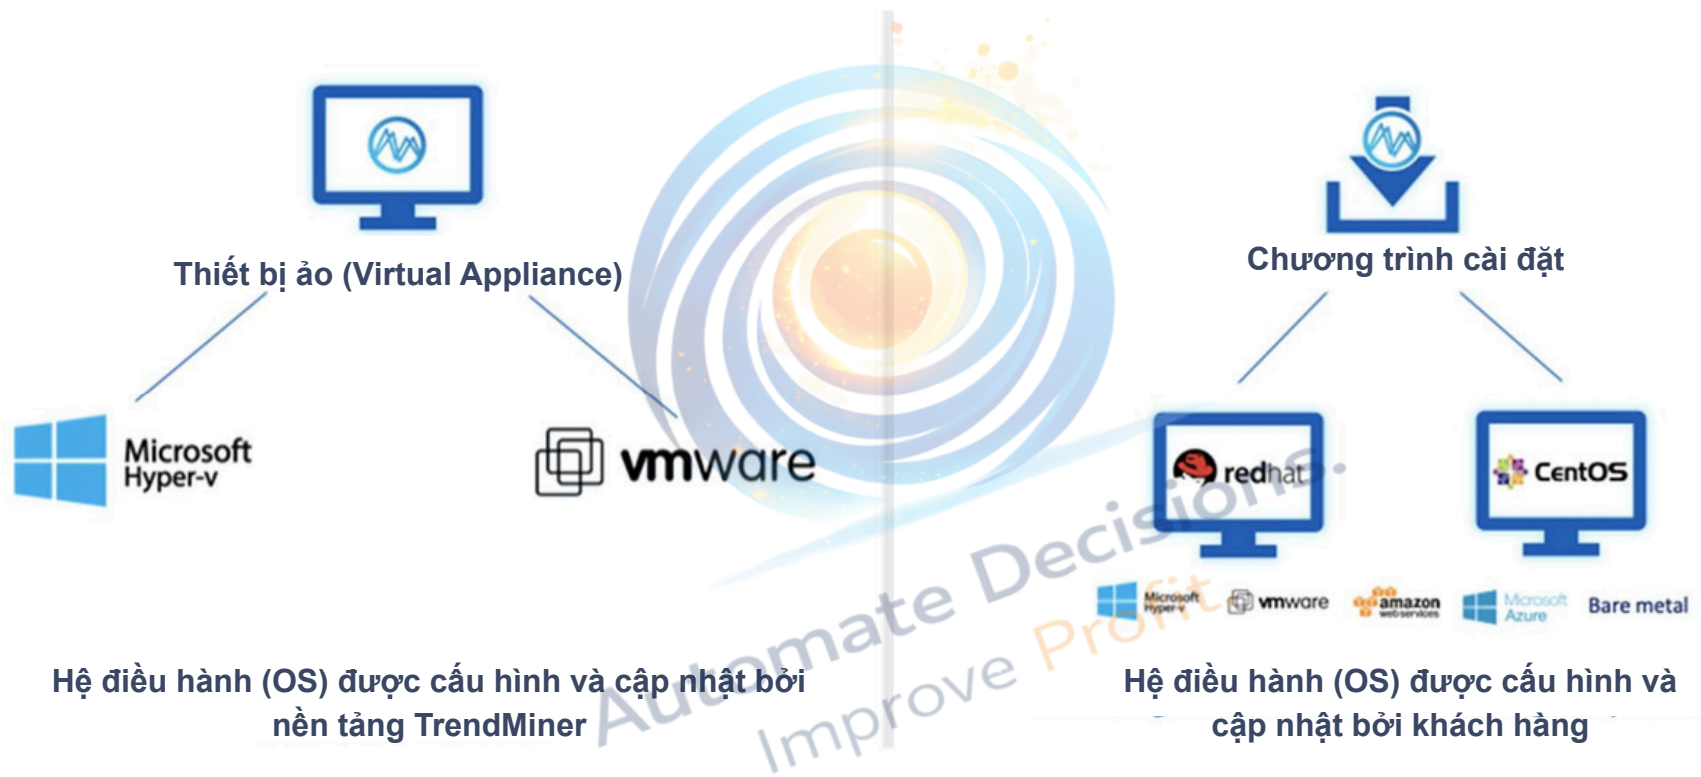 Thiết bị ảo (Virtual Appliance)
Microsoft
Hyper-v
vmware
Hệ điều hành (OS) được cấu hình và cập nhật bởi
nền tảng TrendMiner
Chương trình cài đặt
redhat
CentOS
Microsoft
Hyper-v
vmware
amazon
webservices
Microsoft
Azure
Bare metal
Hệ điều hành (OS) được cấu hình và
cập nhật bởi khách hàng
Automate Decisions.
Improve Profit.